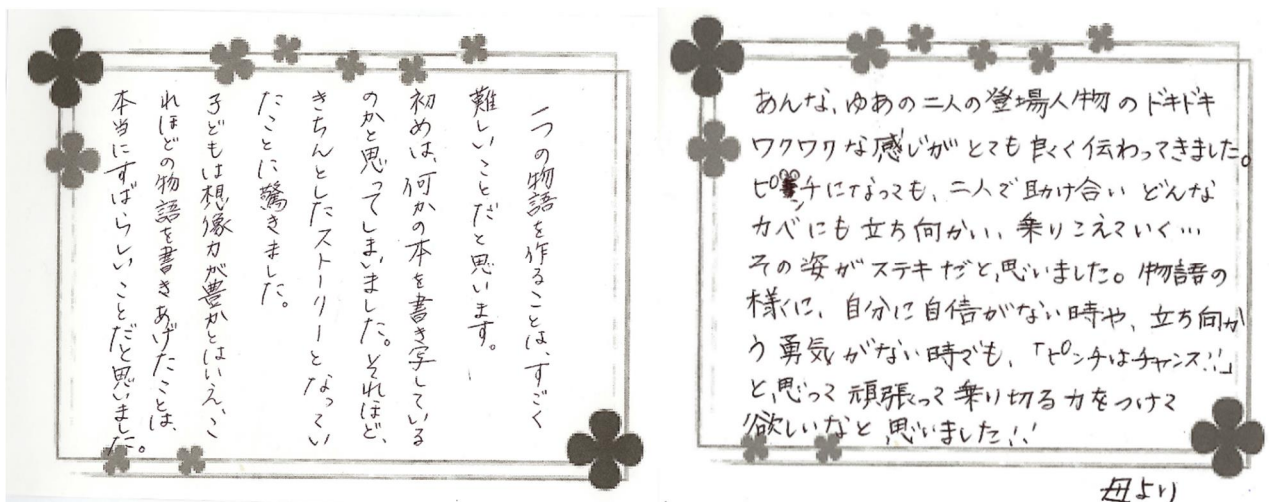 一つの物語を作ることは、すごく
難しいことだと思います。
初めは、何かの本を書き写している
のかと思ってしまいました。それほど、
きちんとしたストーリーとなってい
たことに驚きました。
子どもは想像力が豊かとはいえ、こ
れほどの物語を書きあげたことは、
本当にすばらしいことだと思いました。
あんな、ゆあの二人の登場人物のドキドキ
ワクワクな感じがとても良く伝わってきました。
ピンチになっても、二人で助け合いどんな
カベにも立ち向かい、乗りこえていく…
その姿がステキだと思いました。物語の
様に、自分に自信がない時や、立ち向か
う勇気がない時でも、「ピンチはチャンス!!」
と思って頑張って乗り切る力をつけて
欲しいなと思いました!!
母より